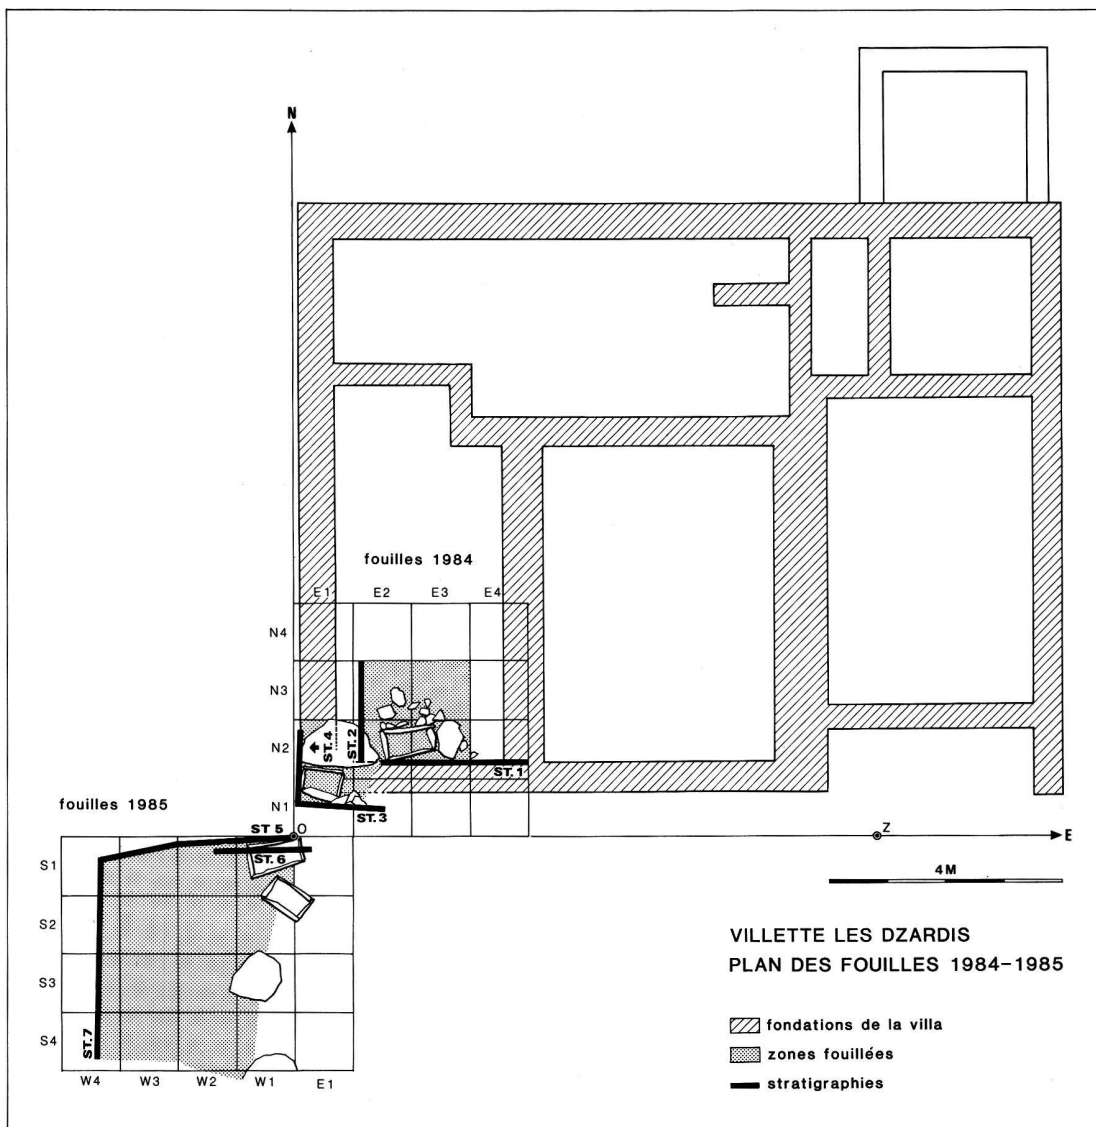 N
fouilles 1984
E1
E2
E3
E4
N4
N3
N2
N1
ST.4
ST.2
ST.1
ST.3
fouilles 1985
ST 5
O
ST.6
Z
E
4M
S1
S2
S3
S4
ST.7
W4
W3
W2
W1
E1
VILLETTE LES DZARDIS
PLAN DES FOUILLES 1984-1985
fondations de la villa
zones fouillées
stratigraphies